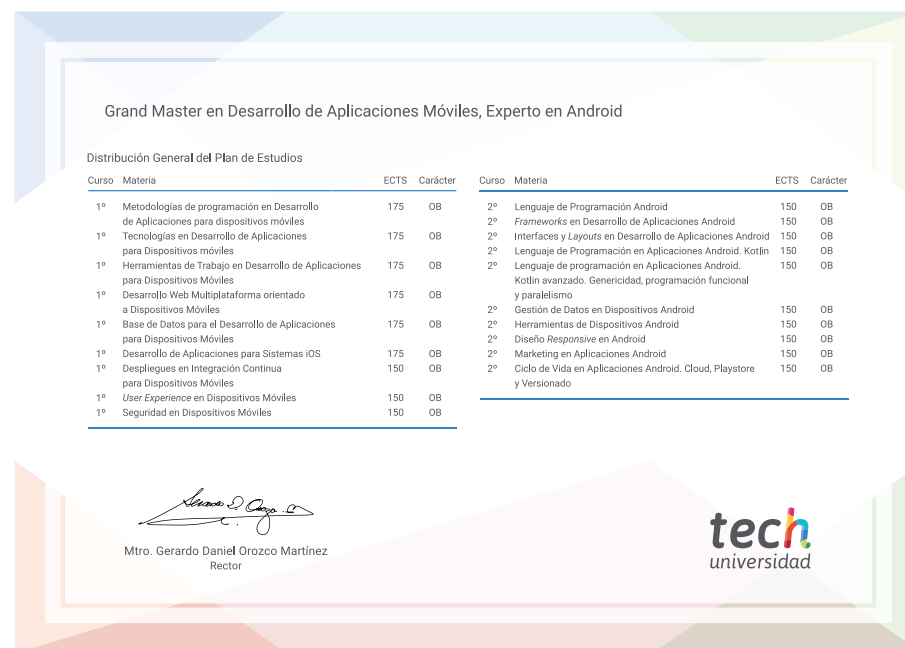 Grand Master en Desarrollo de Aplicaciones Móviles, Experto en Android
Distribución General del Plan de Estudios
Curso Materia ECTS Carácter
1º Metodologías de programación en Desarrollo 175 OB
de Aplicaciones para dispositivos móviles
1º Tecnologías en Desarrollo de Aplicaciones 175 OB
para Dispositivos móviles
1º Herramientas de Trabajo en Desarrollo de Aplicaciones 175 OB
para Dispositivos Móviles
1º Desarrollo Web Multiplataforma orientado 175 OB
a Dispositivos Móviles
1º Base de Datos para el Desarrollo de Aplicaciones 175 OB
para Dispositivos Móviles
1º Desarrollo de Aplicaciones para Sistemas iOS 175 OB
1º Despliegues en Integración Continua 150 OB
para Dispositivos Móviles
1º User Experience en Dispositivos Móviles 150 OB
1º Seguridad en Dispositivos Móviles 150 OB
Curso Materia ECTS Carácter
2º Lenguaje de Programación Android 150 OB
2º Frameworks en Desarrollo de Aplicaciones Android 150 OB
2º Interfaces y Layouts en Desarrollo de Aplicaciones Android 150 OB
2º Lenguaje de Programación en Aplicaciones Android. Kotlin 150 OB
2º Lenguaje de programación en Aplicaciones Android. 150 OB
Kotlin avanzado. Genericidad, programación funcional
y paralelismo
2º Gestión de Datos en Dispositivos Android 150 OB
2º Herramientas de Dispositivos Android 150 OB
2º Diseño Responsive en Android 150 OB
2º Marketing en Aplicaciones Android 150 OB
2º Ciclo de Vida en Aplicaciones Android. Cloud, Playstore 150 OB
y Versionado
Mtro. Gerardo Daniel Orozco Martínez
Rector
tech
universidad